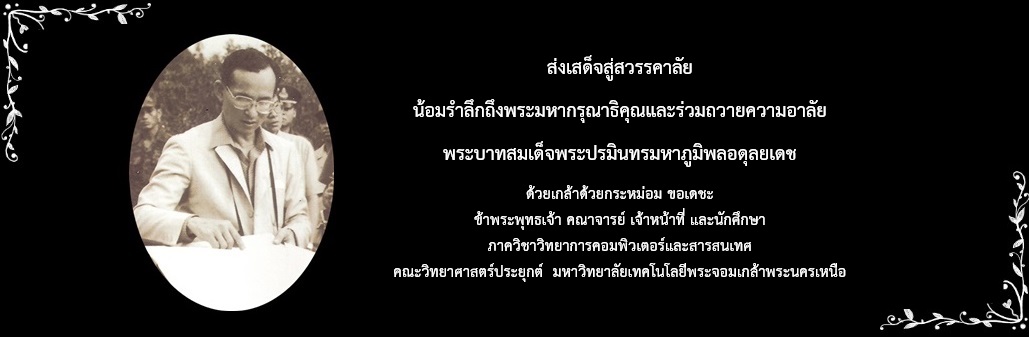 ส่งเสด็จสู่สวรรคาลัย
น้อมรำลึกถึงพระมหากรุณาธิคุณและร่วมถวายความอาลัย
พระบาทสมเด็จพระปรมินทรมหาภูมิพลอดุลยเดช
ด้วยเกล้าด้วยกระหม่อม ขอเดชะ
ข้าพระพุทธเจ้า คณาจารย์ เจ้าหน้าที่ และนักศึกษา
ภาควิชาวิทยาการคอมพิวเตอร์และสารสนเทศ
คณะวิทยาศาสตร์ประยุกต์ มหาวิทยาลัยเทคโนโลยีพระจอมเกล้าพระนครเหนือ